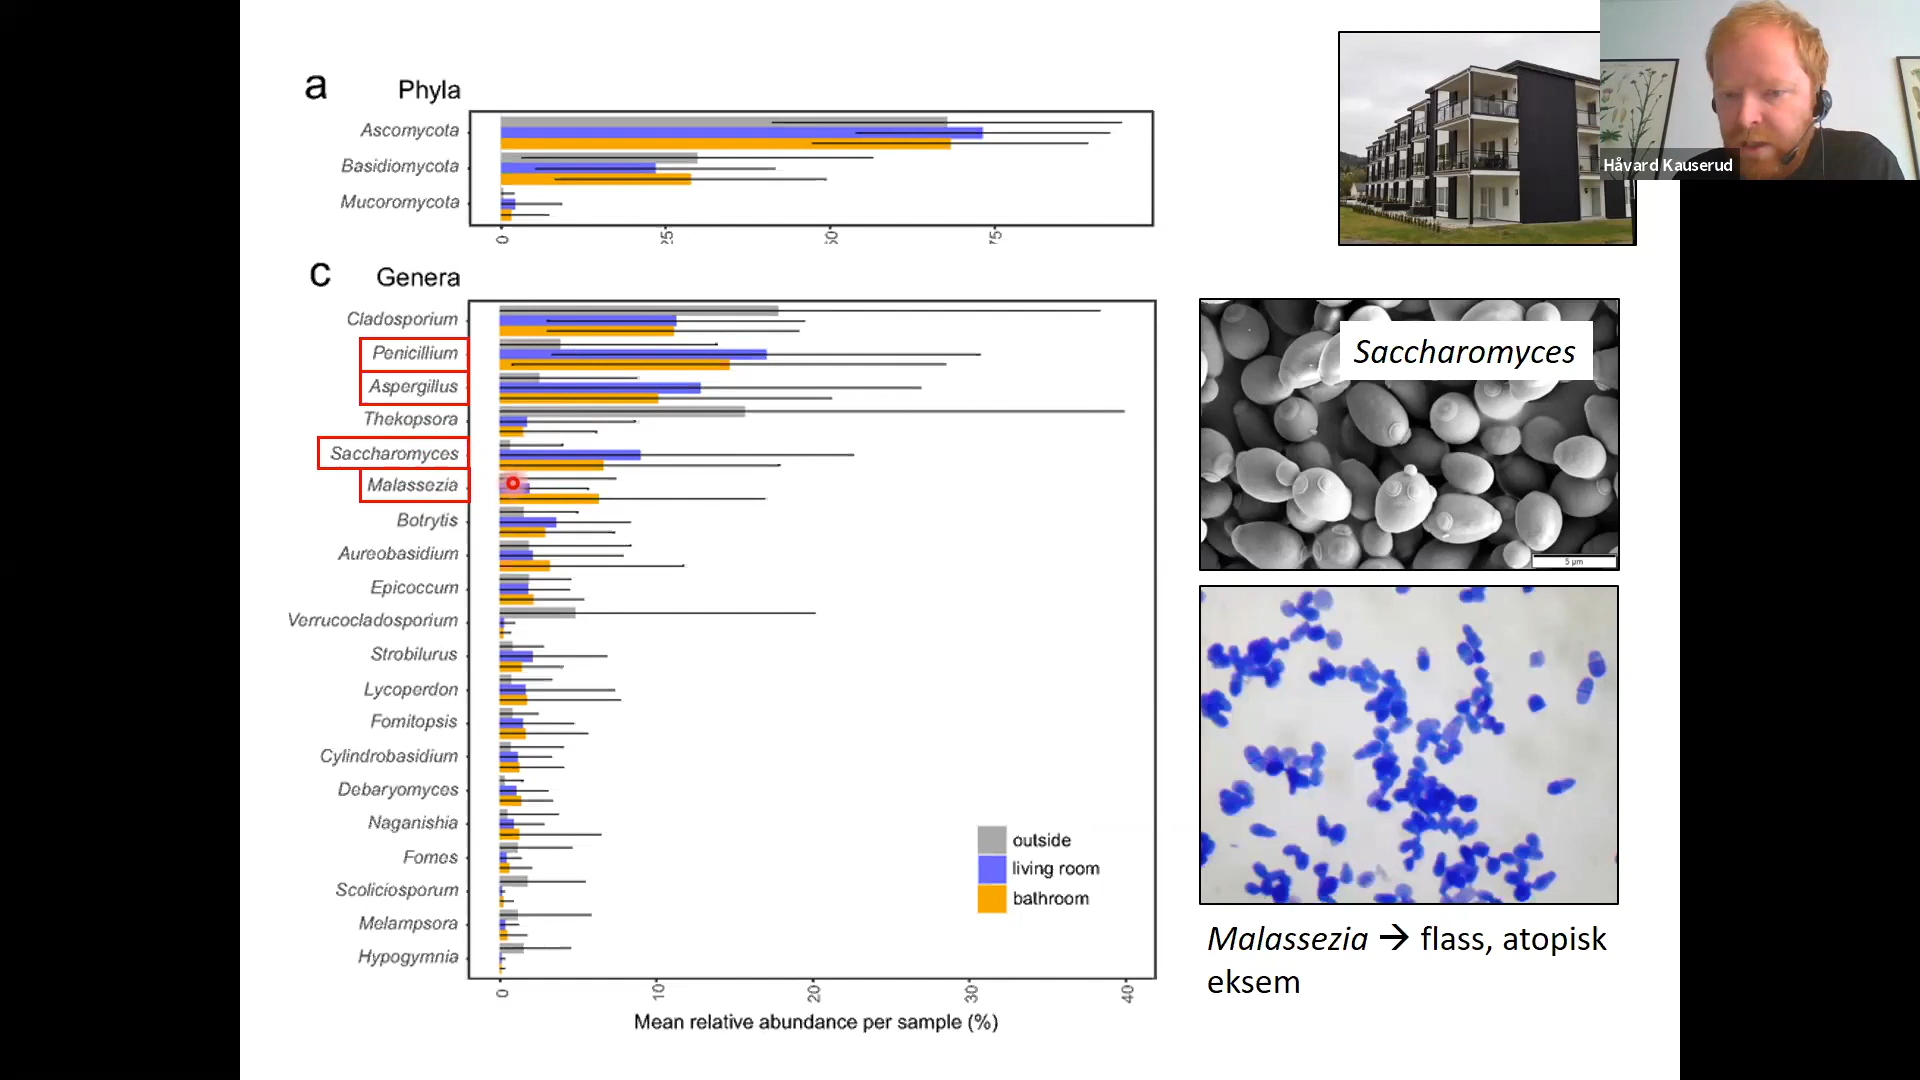 a Phyla
Ascomycota
Basidiomycota
Mucoromycota
0 25 50 75
c Genera
Cladosporium
Penicillium
Aspergillus
Thekopsora
Saccharomyces
Malassezia
Botrytis
Aureobasidium
Epicoccum
Verrucocladosporium
Strobilurus
Lycoperdon
Fomitopsis
Cylindrobasidium
Debaryomyces
Naganishia
Fomes
Scoliciosporum
Melampsora
Hypogymnia
outside
living room
bathroom
0 10 20 30 40
Mean relative abundance per sample (%)
Håvard Kauserud
Saccharomyces
5 µm
Malassezia → flass, atopisk
eksem